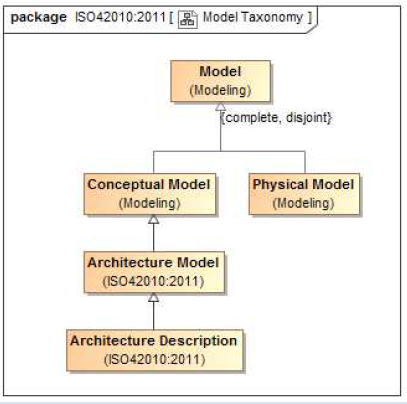 package ISO42010:2011 [ Model Taxonomy ]
Model
(Modeling)
{complete, disjoint}
Conceptual Model
(Modeling)
Physical Model
(Modeling)
Architecture Model
(ISO42010:2011)
Architecture Description
(ISO42010:2011)